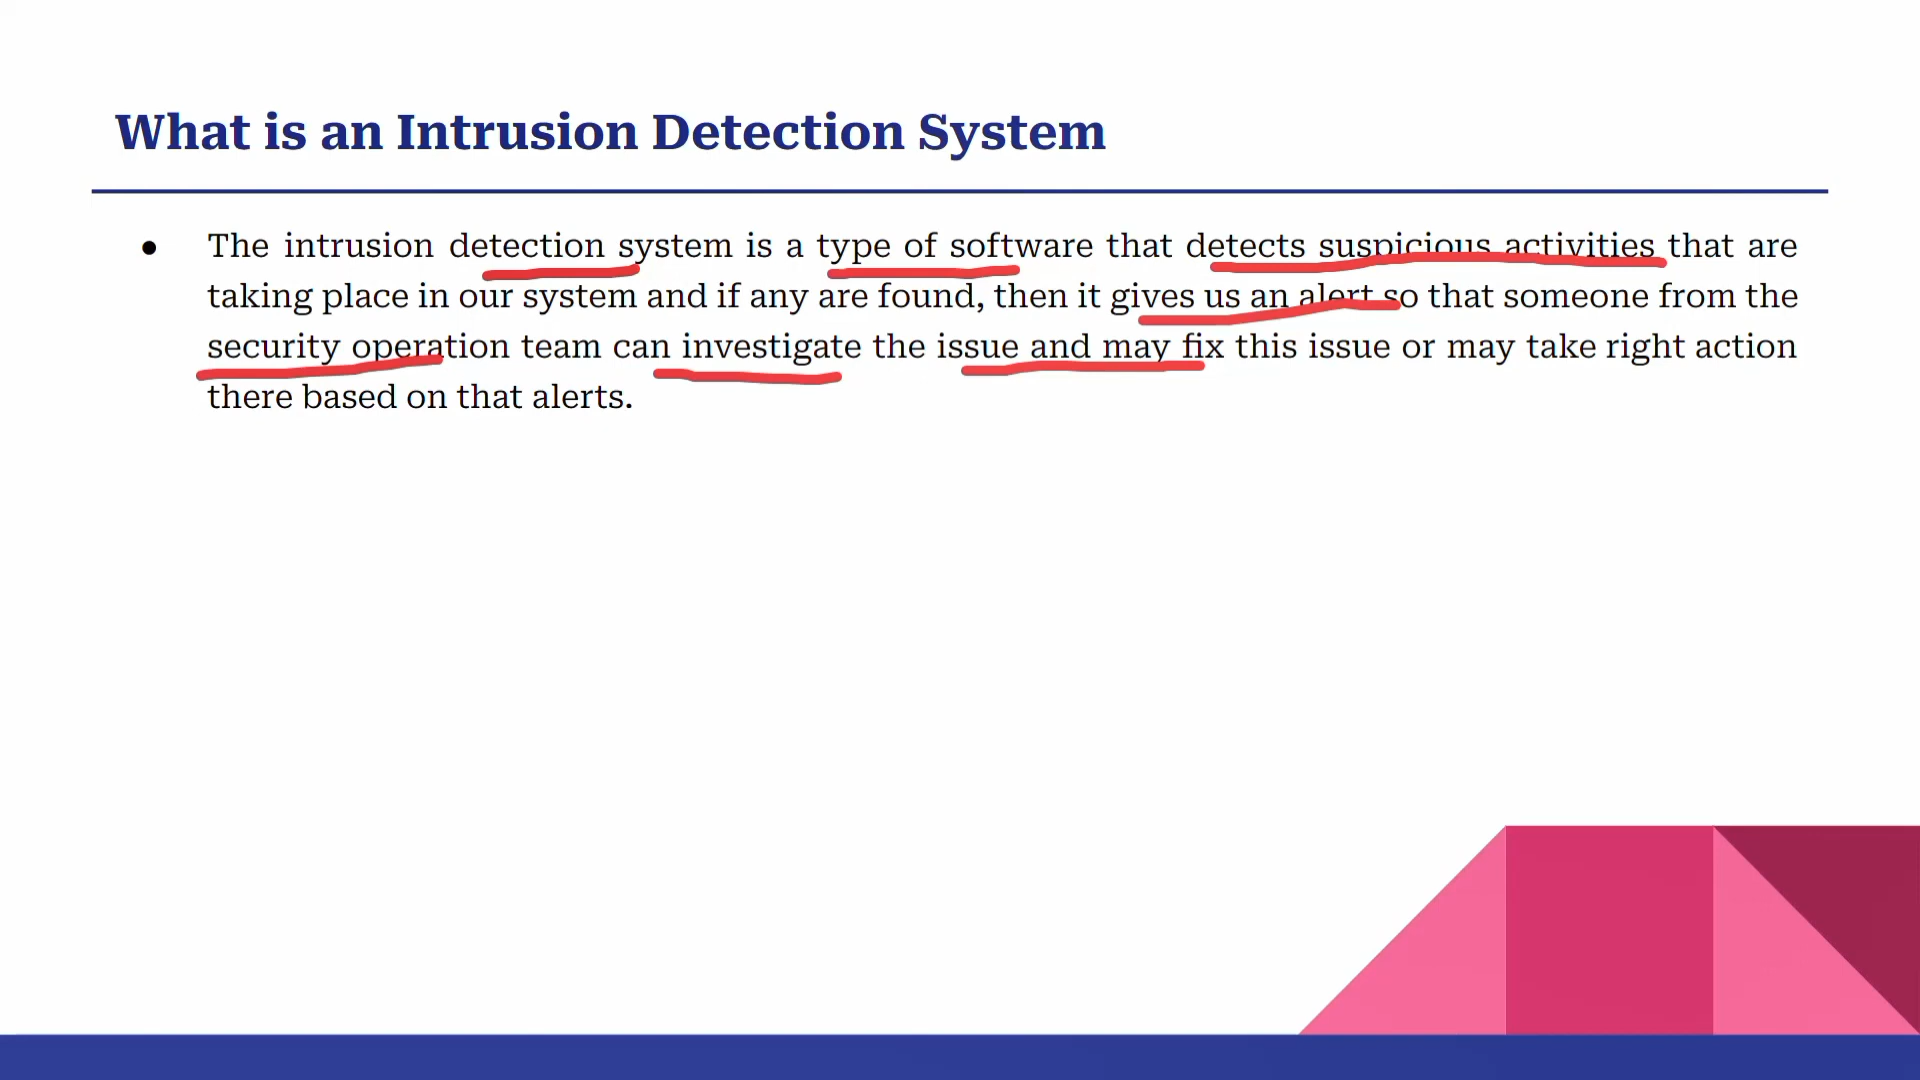 What is an Intrusion Detection System
● The intrusion detection system is a type of software that detects suspicious activities that are
taking place in our system and if any are found, then it gives us an alert so that someone from the
security operation team can investigate the issue and may fix this issue or may take right action
there based on that alerts.